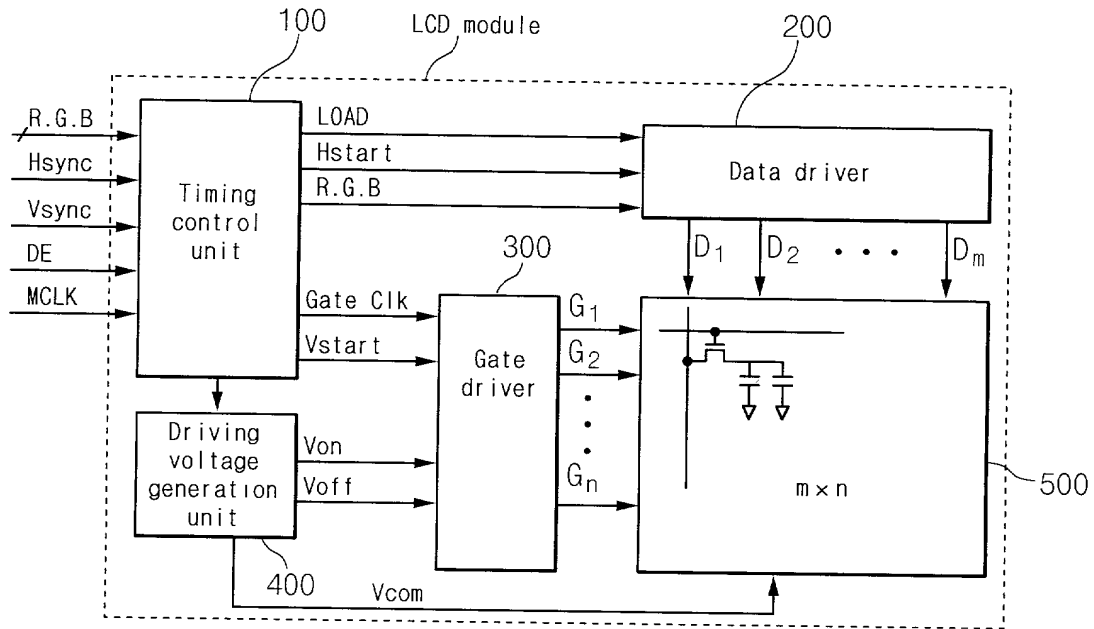 LCD module
100
200
R.G.B
Hsync
Vsync
DE
MCLK
Timing
control
unit
LOAD
Hstart
R.G.B
Data driver
D1
D2
• • •
Dm
Gate Clk
Vstart
300
Gate
driver
G1
G2
Gn
m×n
500
Driving
voltage
generation
unit
400
Von
Voff
Vcom